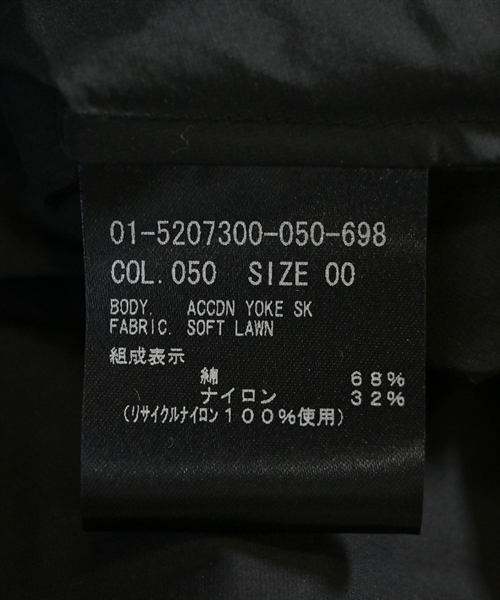 01-5207300-050-698
COL.050 SIZE 00
BODY. ACCDN YOKE SK
FABRIC. SOFT LAWN
組成表示
綿 68%
ナイロン 32%
(リサイクルナイロン100%使用)